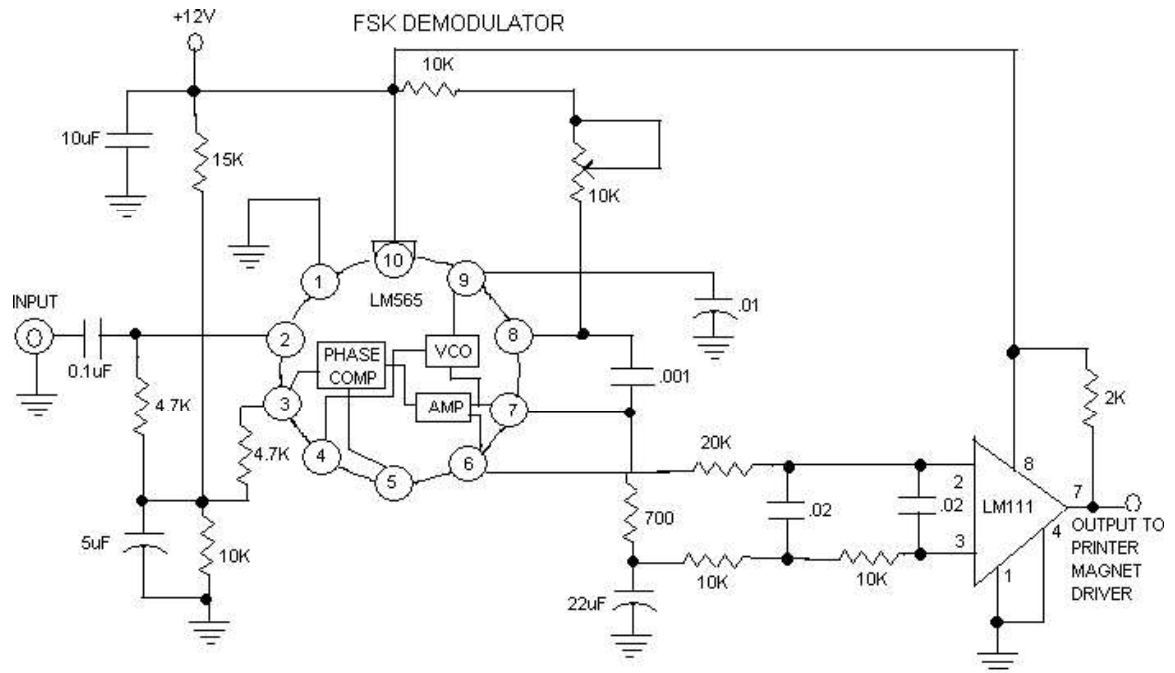 +12V
FSK DEMODULATOR
10K
10uF
15K
10K
1
10
9
LM565
.01
INPUT
2
8
PHASE
COMP
VCO
.001
0.1uF
4.7K
3
AMP
7
2K
4.7K
4
5
6
20K
8
2
7
.02
.02
LM111
4
5uF
10K
700
3
OUTPUT TO
PRINTER
MAGNET
DRIVER
10K
10K
1
22uF